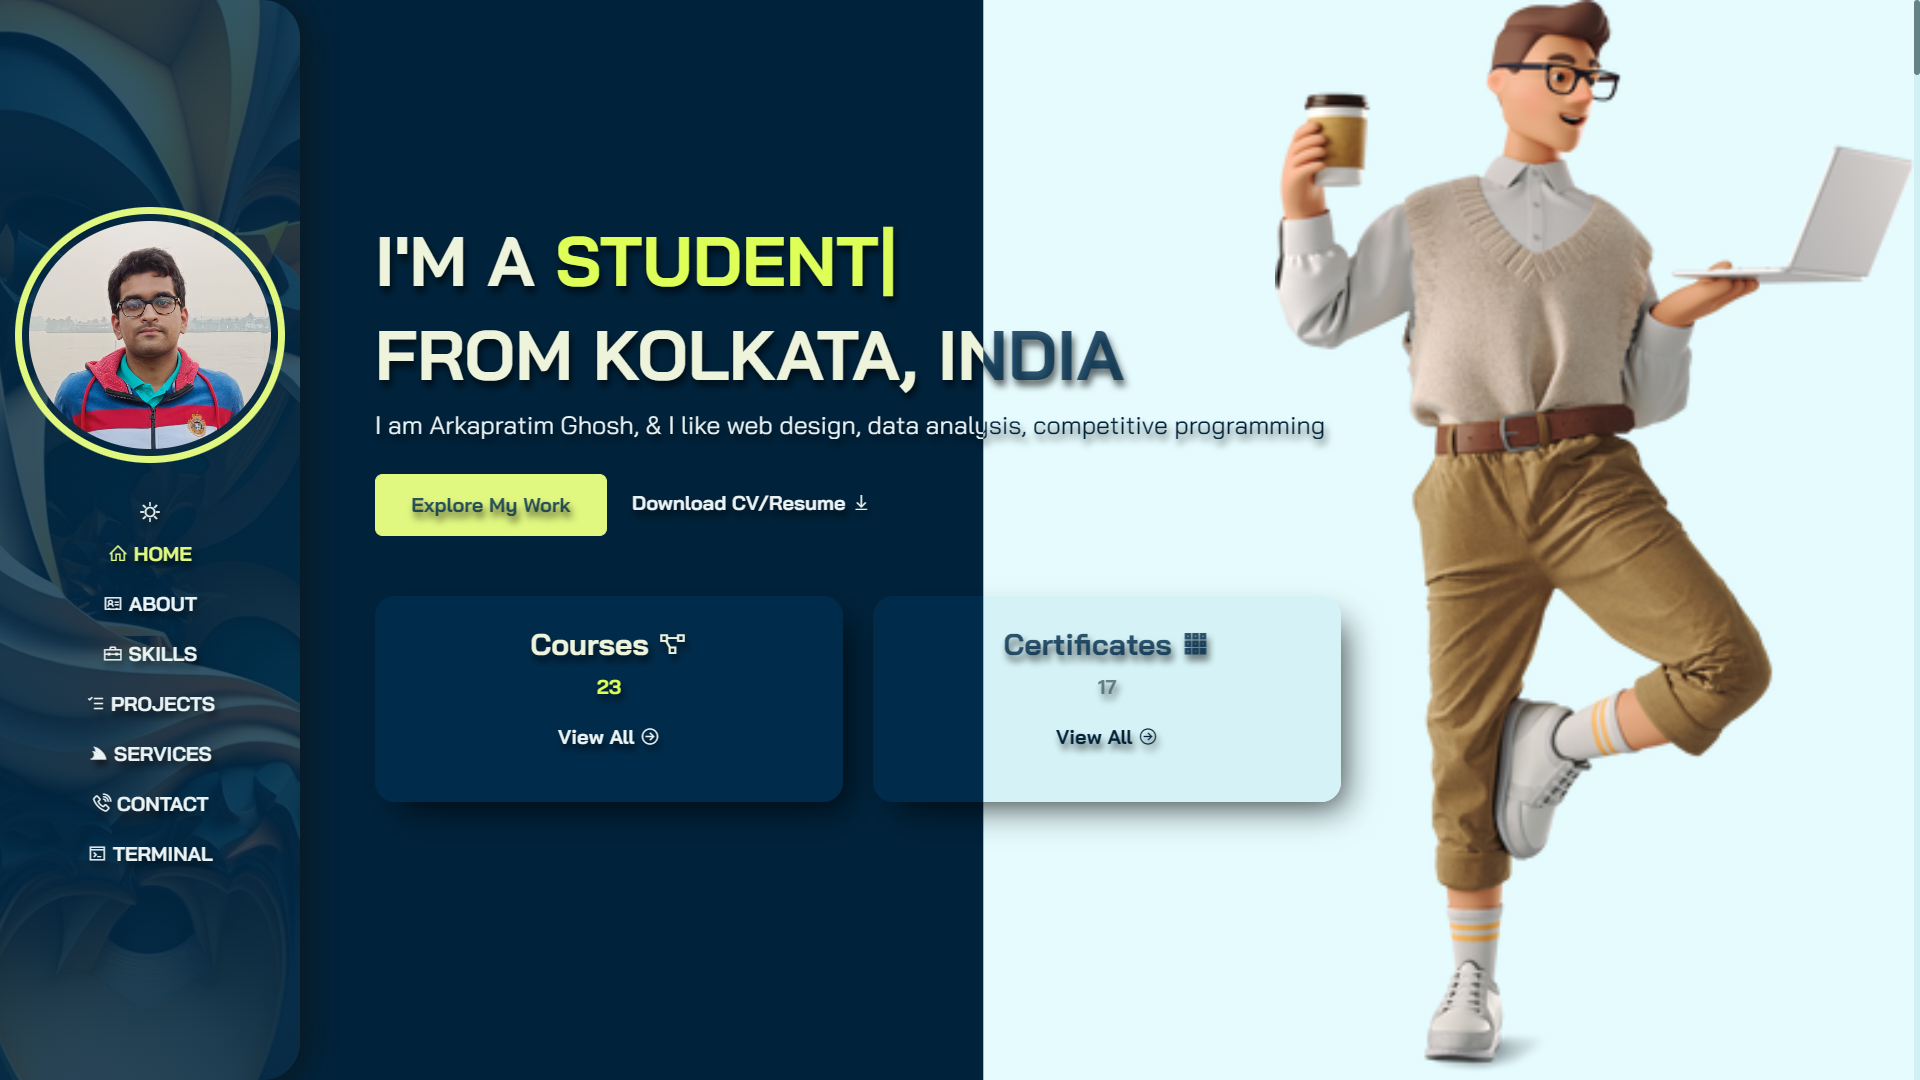 HOME
ABOUT
SKILLS
PROJECTS
SERVICES
CONTACT
TERMINAL
I'M A STUDENT|
FROM KOLKATA, INDIA
I am Arkapratim Ghosh, & I like web design, data analysis, competitive programming
Explore My Work
Download CV/Resume
Courses
23
View All
Certificates
17
View All